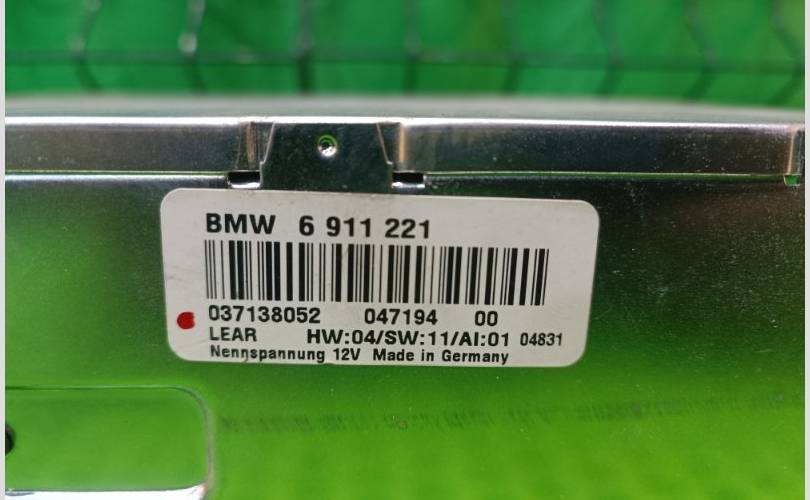 BMW 6 911 221
037138052 047194 00
LEAR HW:04/SW:11/AI:01 04831
Nennspannung 12V Made in Germany